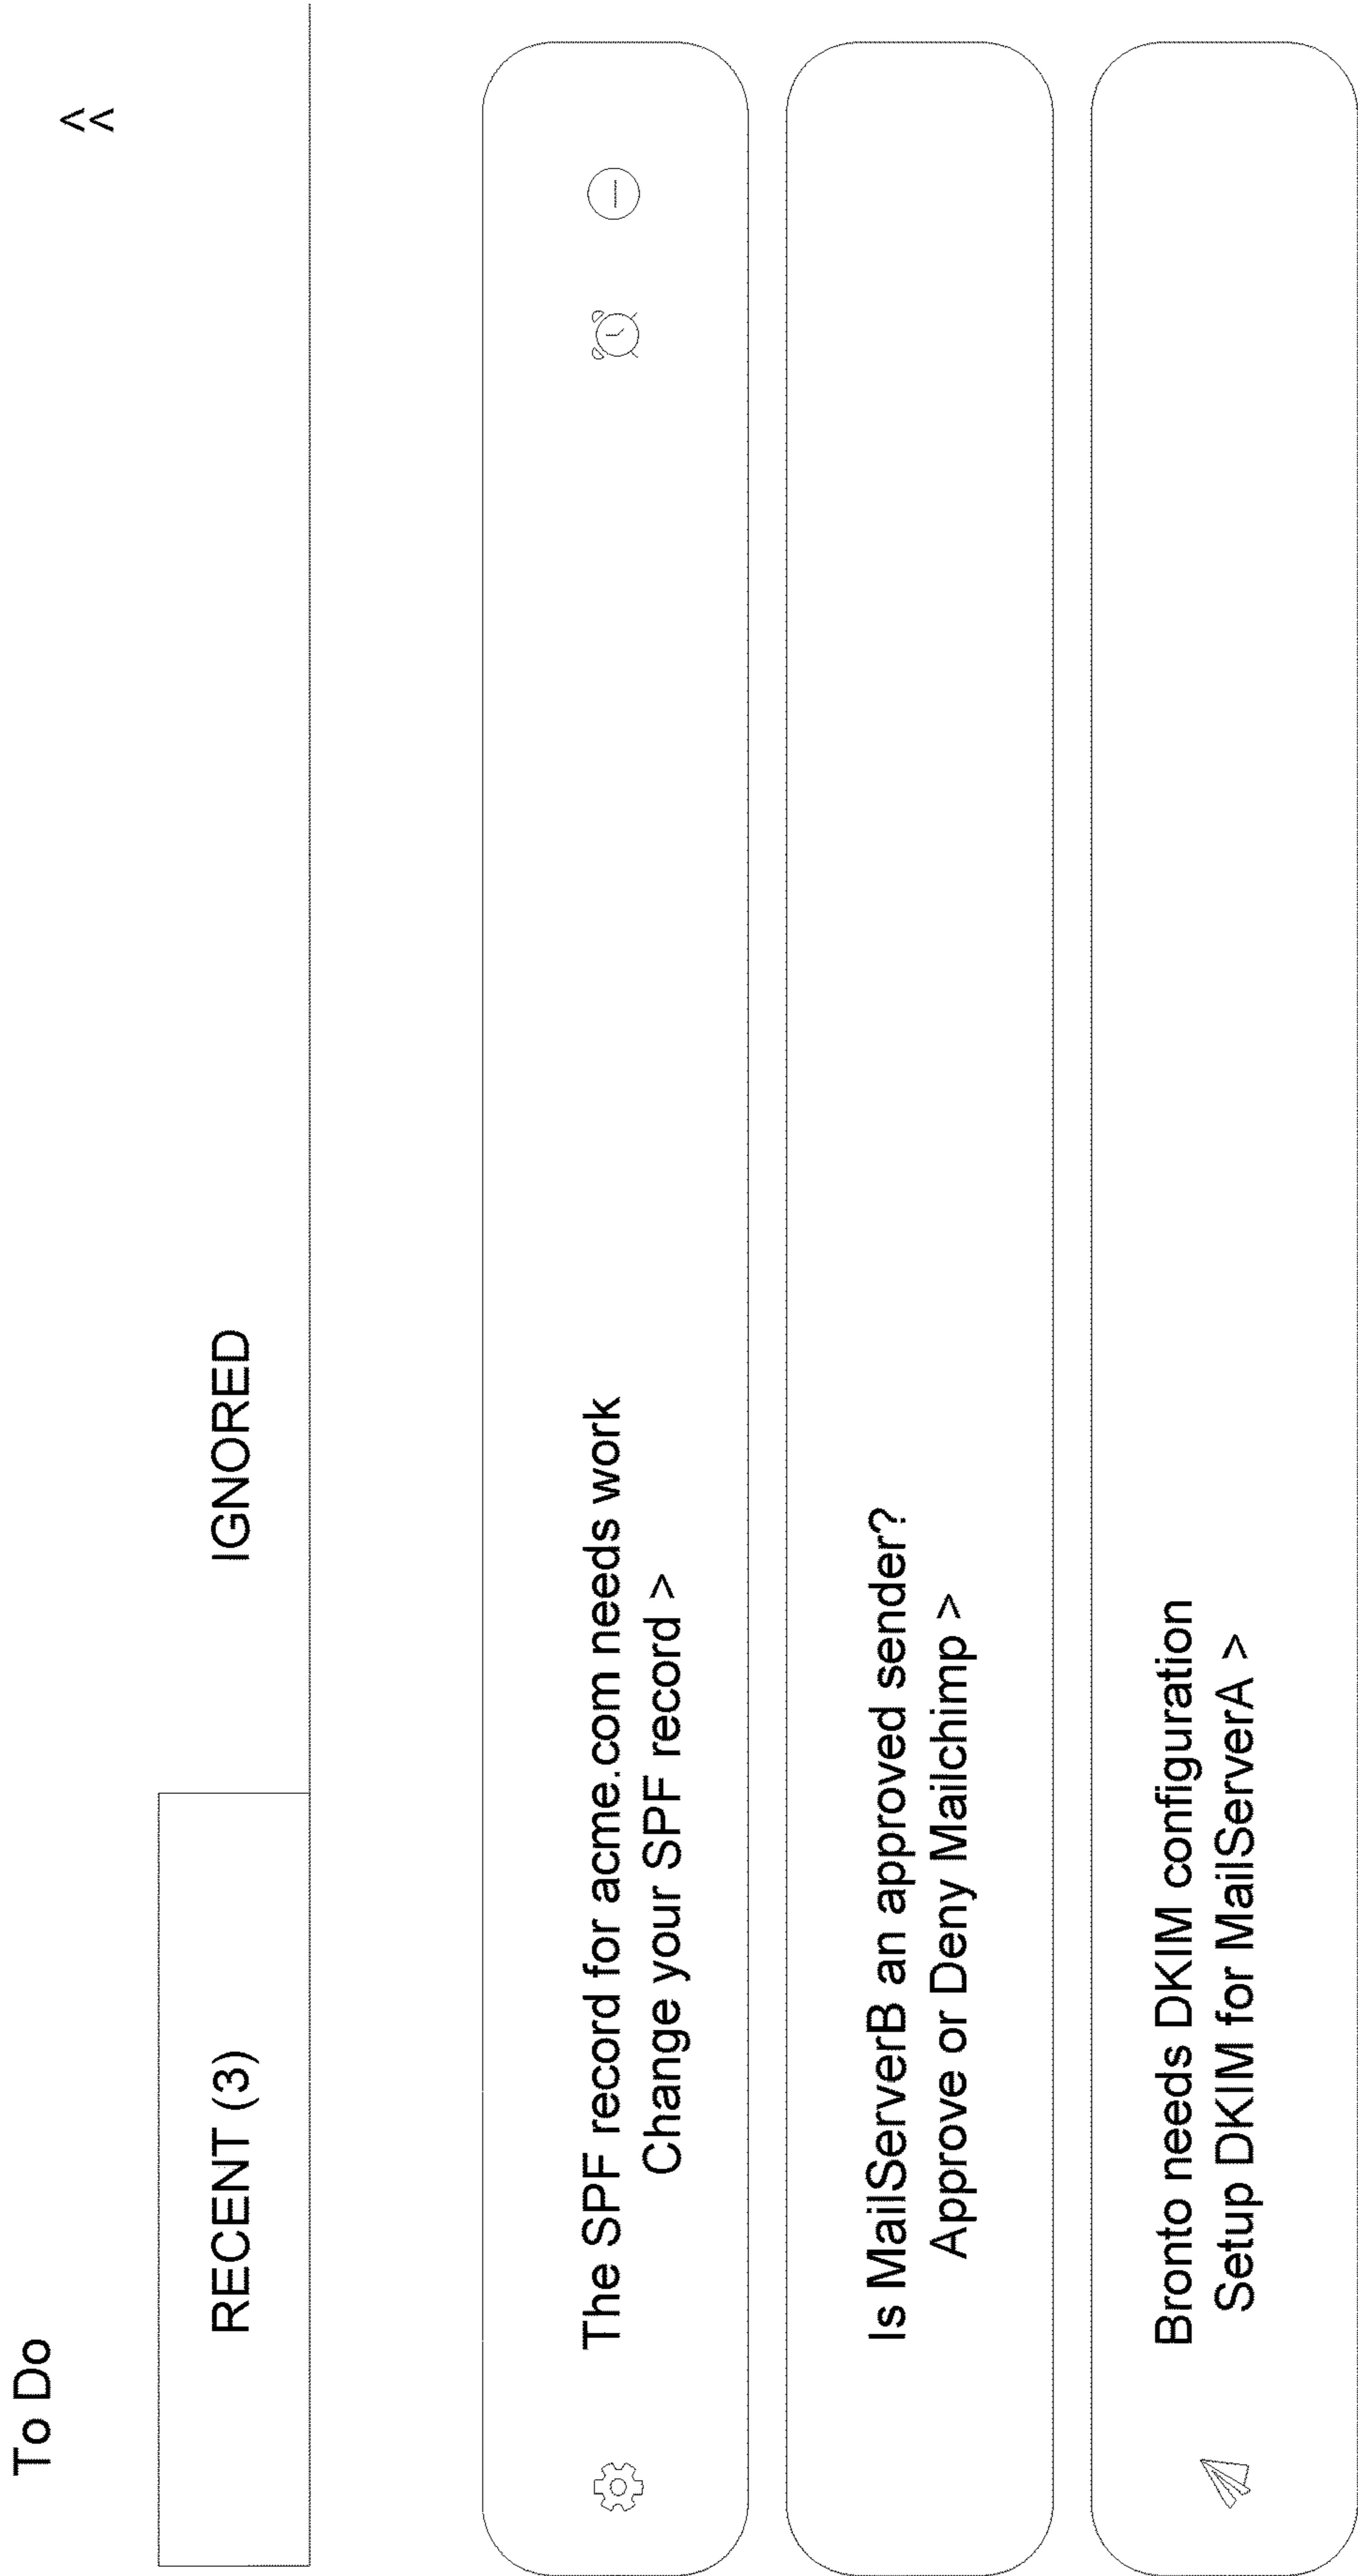 To Do
<<
RECENT (3)
IGNORED
The SPF record for acme.com needs work
Change your SPF record >
Is MailServerB an approved sender?
Approve or Deny Mailchimp >
Bronto needs DKIM configuration
Setup DKIM for MailServerA >